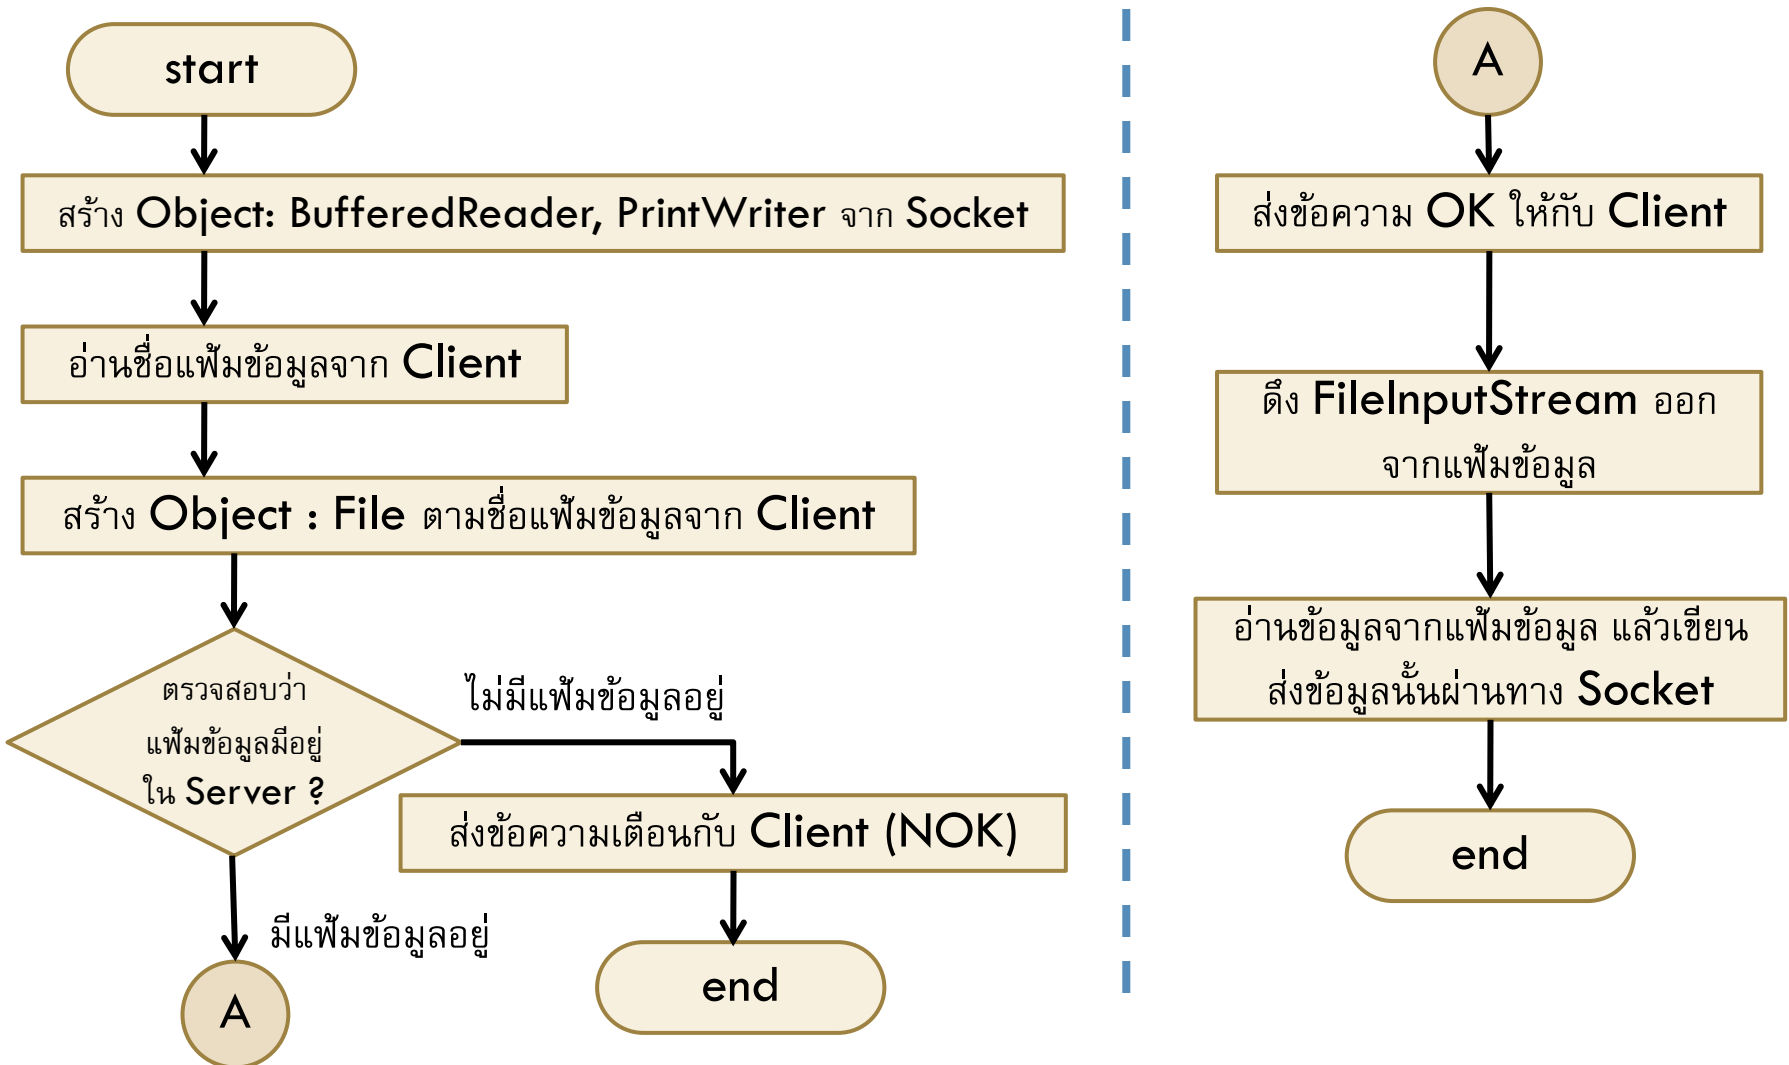 start
สร้าง Object: BufferedReader, PrintWriter จาก Socket
อ่านชื่อแฟ้มข้อมูลจาก Client
สร้าง Object : File ตามชื่อแฟ้มข้อมูลจาก Client
ตรวจสอบว่า
แฟ้มข้อมูลมีอยู่
ใน Server ?
ไม่มีแฟ้มข้อมูลอยู่
ส่งข้อความเตือนกับ Client (NOK)
end
มีแฟ้มข้อมูลอยู่
A
A
ส่งข้อความ OK ให้กับ Client
ดึง FileInputStream ออก
จากแฟ้มข้อมูล
อ่านข้อมูลจากแฟ้มข้อมูล แล้วเขียน
ส่งข้อมูลนั้นผ่านทาง Socket
end